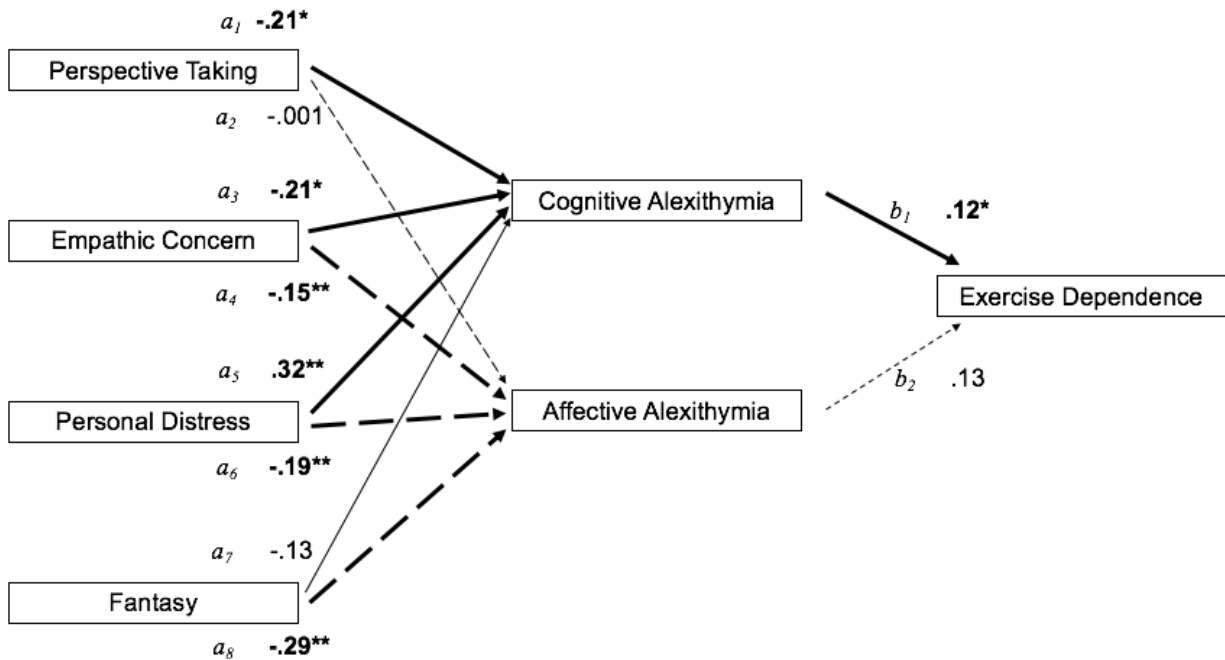 a1 -.21*
Perspective Taking
a2 -.001
a3 -.21*
Cognitive Alexithymia
b1 .12*
Empathic Concern
a4 -.15**
Exercise Dependence
a5 .32**
b2 .13
Personal Distress
Affective Alexithymia
a6 -.19**
a7 -.13
Fantasy
a8 -.29**